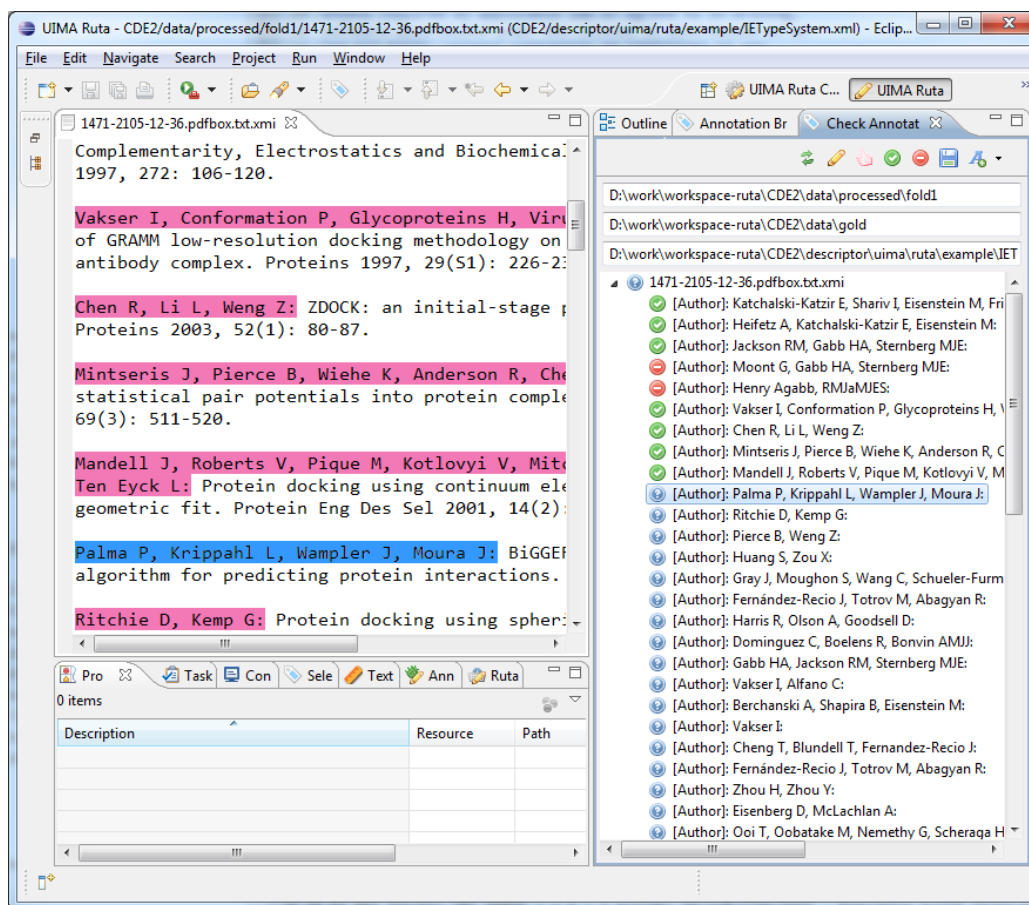 UIMA Ruta - CDE2/data/processed/fold1/1471-2105-12-36.pdfbox.txt.xmi (CDE2/descriptor/uima/ruta/example/IETypeSystem.xml) - Eclip...
File Edit Navigate Search Project Run Window Help
UIMA Ruta C... UIMA Ruta
1471-2105-12-36.pdfbox.txt.xmi
Complementarity, Electrostatics and Biochemical
1997, 272: 106-120.
Vakser I, Conformation P, Glycoproteins H, Viru
of GRAMM low-resolution docking methodology on
antibody complex. Proteins 1997, 29(S1): 226-23
Chen R, Li L, Weng Z: ZDOCK: an initial-stage p
Proteins 2003, 52(1): 80-87.
Mintseris J, Pierce B, Wiehe K, Anderson R, Che
statistical pair potentials into protein comple
69(3): 511-520.
Mandell J, Roberts V, Pique M, Kotlovyi V, Mitc
Ten Eyck L: Protein docking using continuum ele
geometric fit. Protein Eng Des Sel 2001, 14(2):
Palma P, Krippahl L, Wampler J, Moura J: BiGGER
algorithm for predicting protein interactions.
Ritchie D, Kemp G: Protein docking using spheri
Pro Task Con Sele Text Ann Ruta
0 items
Description Resource Path
Outline Annotation Br Check Annotat
D:\work\workspace-ruta\CDE2\data\processed\fold1
D:\work\workspace-ruta\CDE2\data\gold
D:\work\workspace-ruta\CDE2\descriptor\uima\ruta\example\IET
1471-2105-12-36.pdfbox.txt.xmi
[Author]: Katchalski-Katzir E, Shariv I, Eisenstein M, Fri
[Author]: Heifetz A, Katchalski-Katzir E, Eisenstein M:
[Author]: Jackson RM, Gabb HA, Sternberg MJE:
[Author]: Moont G, Gabb HA, Sternberg MJE:
[Author]: Henry Agabb, RMJaMJES:
[Author]: Vakser I, Conformation P, Glycoproteins H, V
[Author]: Chen R, Li L, Weng Z:
[Author]: Mintseris J, Pierce B, Wiehe K, Anderson R, C
[Author]: Mandell J, Roberts V, Pique M, Kotlovyi V, M
[Author]: Palma P, Krippahl L, Wampler J, Moura J:
[Author]: Ritchie D, Kemp G:
[Author]: Pierce B, Weng Z:
[Author]: Huang S, Zou X:
[Author]: Gray J, Moughon S, Wang C, Schueler-Furm
[Author]: Fernández-Recio J, Totrov M, Abagyan R:
[Author]: Harris R, Olson A, Goodsell D:
[Author]: Dominguez C, Boelens R, Bonvin AMJJ:
[Author]: Gabb HA, Jackson RM, Sternberg MJE:
[Author]: Vakser I, Alfano C:
[Author]: Berchanski A, Shapira B, Eisenstein M:
[Author]: Vakser I:
[Author]: Cheng T, Blundell T, Fernandez-Recio J:
[Author]: Fernández-Recio J, Totrov M, Abagyan R:
[Author]: Zhou H, Zhou Y:
[Author]: Eisenberg D, McLachlan A:
[Author]: Ooi T, Oobatake M, Nemethy G, Scheraga H